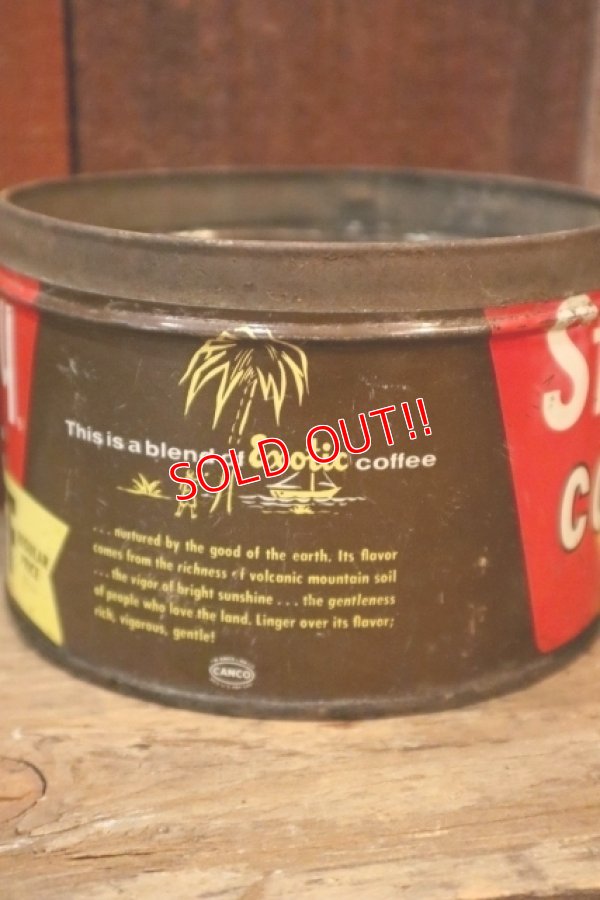 This is a blend of Exotic coffee
SOLD OUT!!
. . . nurtured by the good of the earth. Its flavor
comes from the richness of volcanic mountain soil
. . . the vigor of bright sunshine . . . the gentleness
of people who love the land. Linger over its flavor;
rich, vigorous, gentle!
CANCO